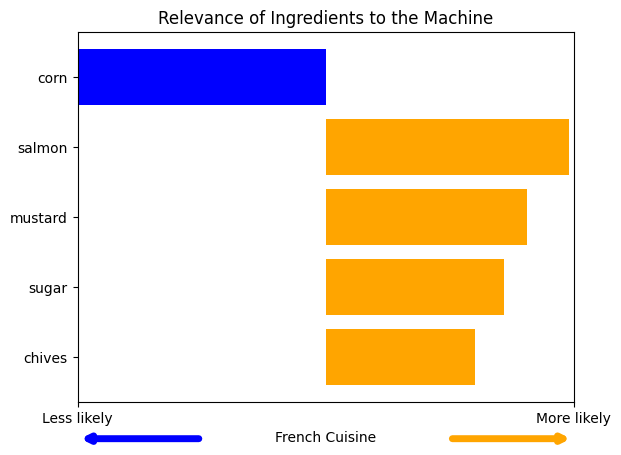 Relevance of Ingredients to the Machine
corn
salmon
mustard
sugar
chives
Less likely
More likely
French Cuisine